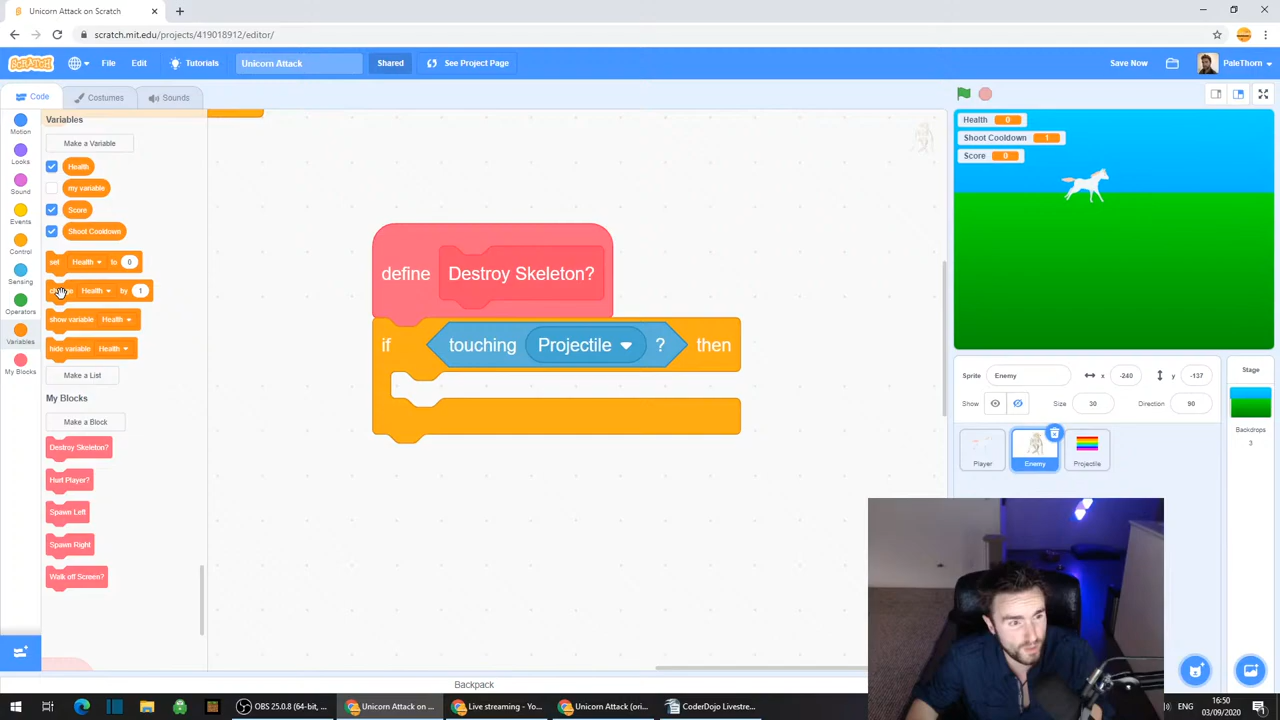 Unicorn Attack on Scratch
scratch.mit.edu/projects/419018912/editor/
SCRATCH
File
Edit
Tutorials
Unicorn Attack
Shared
See Project Page
Save Now
PaleThorn
Code
Costumes
Sounds
Motion
Looks
Sound
Events
Control
Sensing
Operators
Variables
My Blocks
Variables
Make a Variable
Health
my variable
Score
Shoot Cooldown
set Health to 0
Health by 1
show variable Health
hide variable Health
Make a List
My Blocks
Make a Block
Destroy Skeleton?
Hurt Player?
Spawn Left
Spawn Right
Walk off Screen?
define Destroy Skeleton?
if touching Projectile ? then
Health 0
Shoot Cooldown 1
Score 0
Sprite Enemy x -240 y -137
Show Size 30 Direction 90
Player
Enemy
Projectile
Stage
Backdrops
3
Backpack
OBS 25.0.8 (64-bit, ...
Unicorn Attack on ...
Live streaming - Yo...
Unicorn Attack (ori...
CoderDojo Livestre...
16:50
03/09/2020